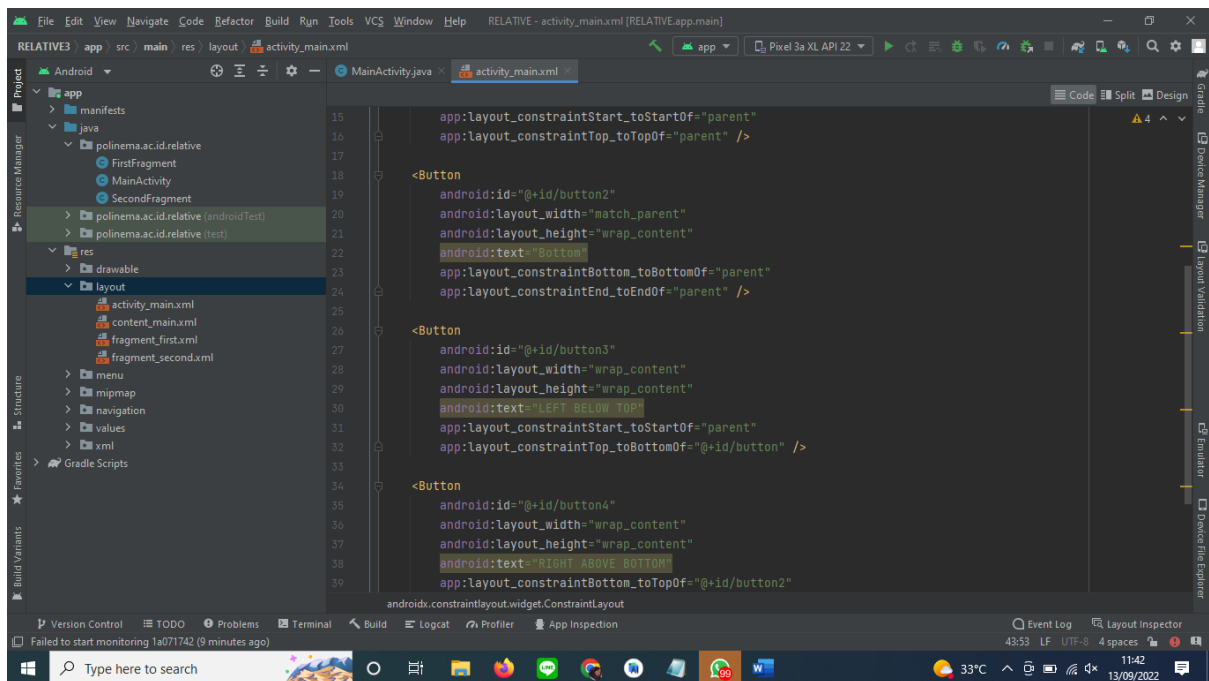 File Edit View Navigate Code Refactor Build Run Tools VCS Window Help RELATIVE - activity_main.xml [RELATIVE.app.main]
RELATIVE3 app src main res layout activity_main.xml
app Pixel 3a XL API 22
Android
MainActivity.java activity_main.xml
Code Split Design
4
app
manifests
java
polinema.ac.id.relative
FirstFragment
MainActivity
SecondFragment
polinema.ac.id.relative (androidTest)
polinema.ac.id.relative (test)
res
drawable
layout
activity_main.xml
content_main.xml
fragment_first.xml
fragment_second.xml
menu
mipmap
navigation
values
xml
Gradle Scripts
15 app:layout_constraintStart_toStartOf="parent"
16 app:layout_constraintTop_toTopOf="parent" />
17
18 <Button
19 android:id="@+id/button2"
20 android:layout_width="match_parent"
21 android:layout_height="wrap_content"
22 android:text="Bottom"
23 app:layout_constraintBottom_toBottomOf="parent"
24 app:layout_constraintEnd_toEndOf="parent" />
25
26 <Button
27 android:id="@+id/button3"
28 android:layout_width="wrap_content"
29 android:layout_height="wrap_content"
30 android:text="LEFT BELOW TOP"
31 app:layout_constraintStart_toStartOf="parent"
32 app:layout_constraintTop_toBottomOf="@+id/button" />
33
34 <Button
35 android:id="@+id/button4"
36 android:layout_width="wrap_content"
37 android:layout_height="wrap_content"
38 android:text="RIGHT ABOVE BOTTOM"
39 app:layout_constraintBottom_toTopOf="@+id/button2"
androidx.constraintlayout.widget.ConstraintLayout
Project
Resource Manager
Structure
Favorites
Build Variants
Gradle
Device Manager
Layout Validation
Emulator
Device File Explorer
Version Control TODO Problems Terminal Build Logcat Profiler App Inspection Event Log Layout Inspector
Failed to start monitoring 1a071742 (9 minutes ago) 43:53 LF UTF-8 4 spaces
Type here to search
LINE
99
W
33°C
11:42
13/09/2022